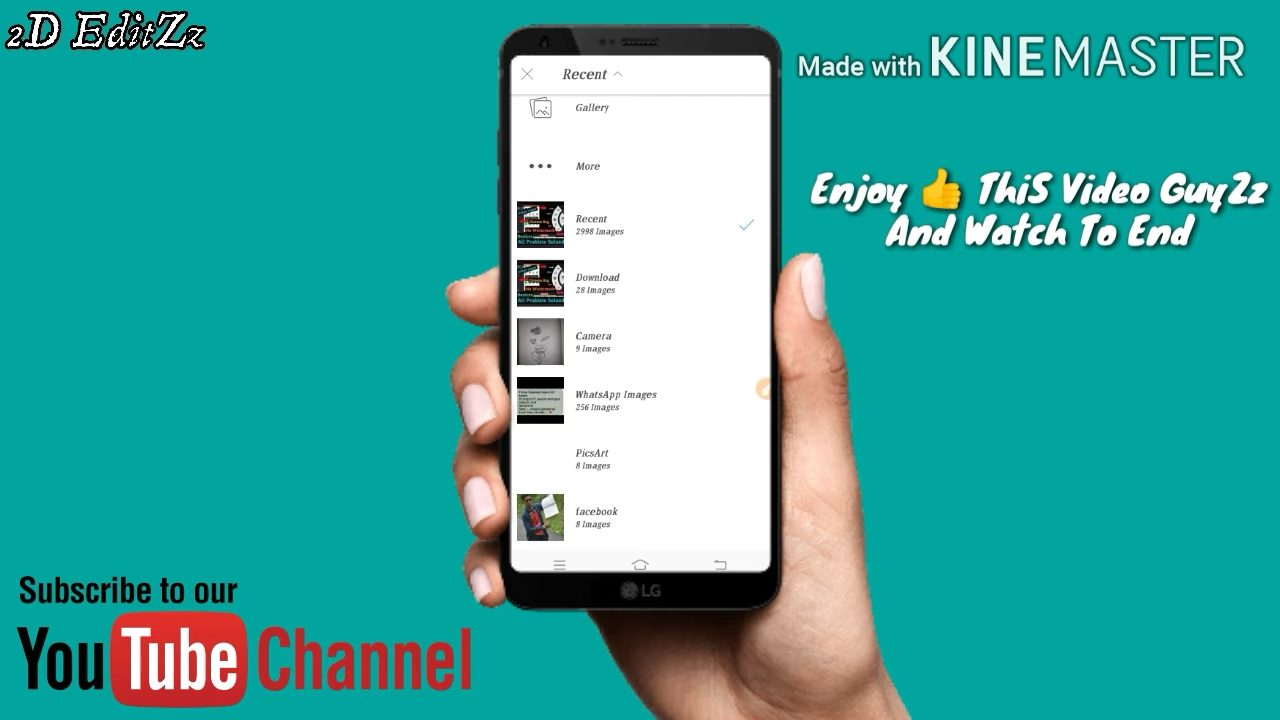 2D EditZz
Made with KINEMASTER
Enjoy 👍 ThiS Video GuyZz
And Watch To End
Recent
Gallery
More
Recent
2998 Images
Download
28 Images
Camera
9 Images
WhatsApp Images
256 Images
PicsArt
8 Images
facebook
8 Images
LG
Subscribe to our
YouTube Channel